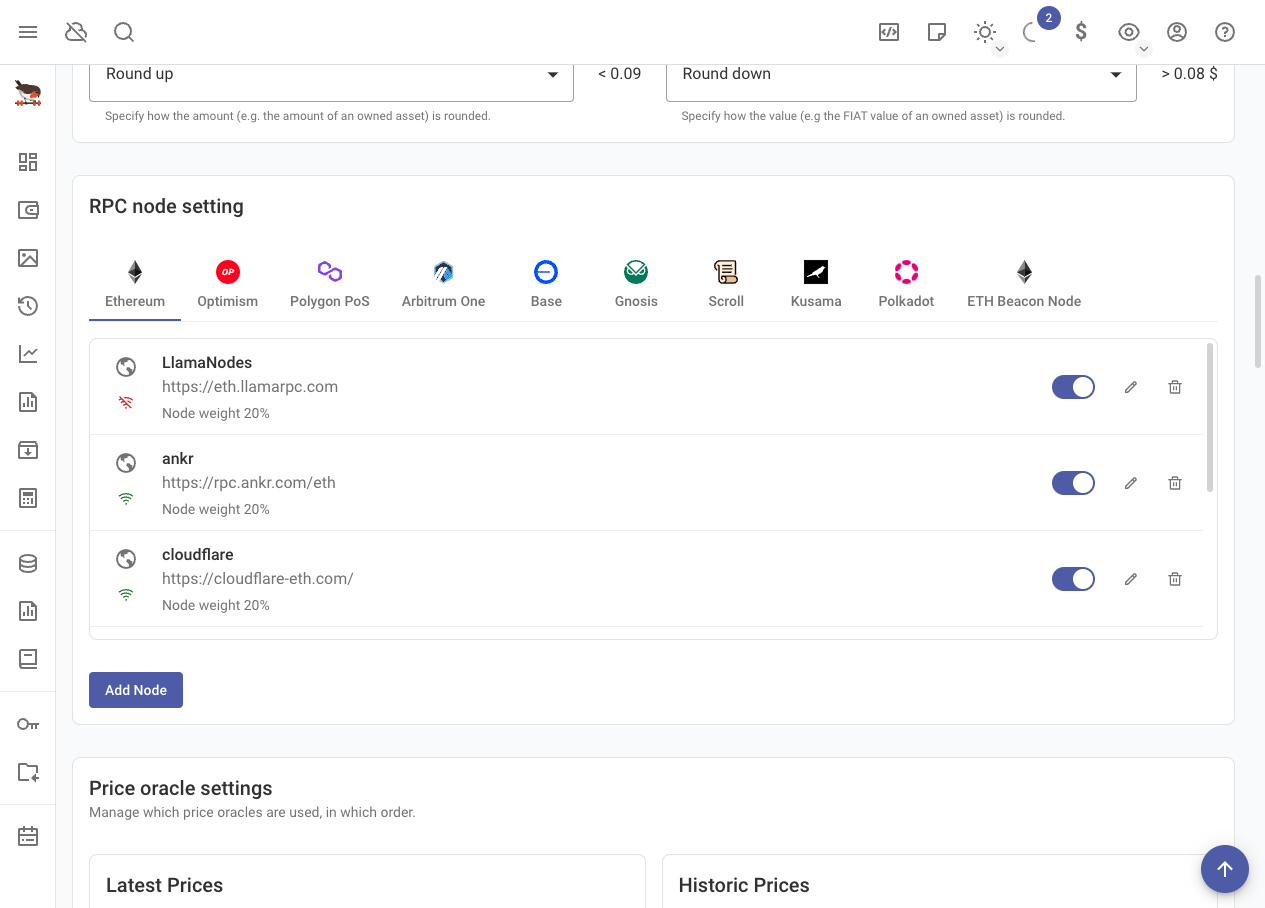 2
$
Round up
< 0.09
Round down
> 0.08 $
Specify how the amount (e.g. the amount of an owned asset) is rounded.
Specify how the value (e.g the FIAT value of an owned asset) is rounded.
RPC node setting
OP
Ethereum
Optimism
Polygon PoS
Arbitrum One
Base
Gnosis
Scroll
Kusama
Polkadot
ETH Beacon Node
LlamaNodes
https://eth.llamarpc.com
Node weight 20%
ankr
https://rpc.ankr.com/eth
Node weight 20%
cloudflare
https://cloudflare-eth.com/
Node weight 20%
Add Node
Price oracle settings
Manage which price oracles are used, in which order.
Latest Prices
Historic Prices